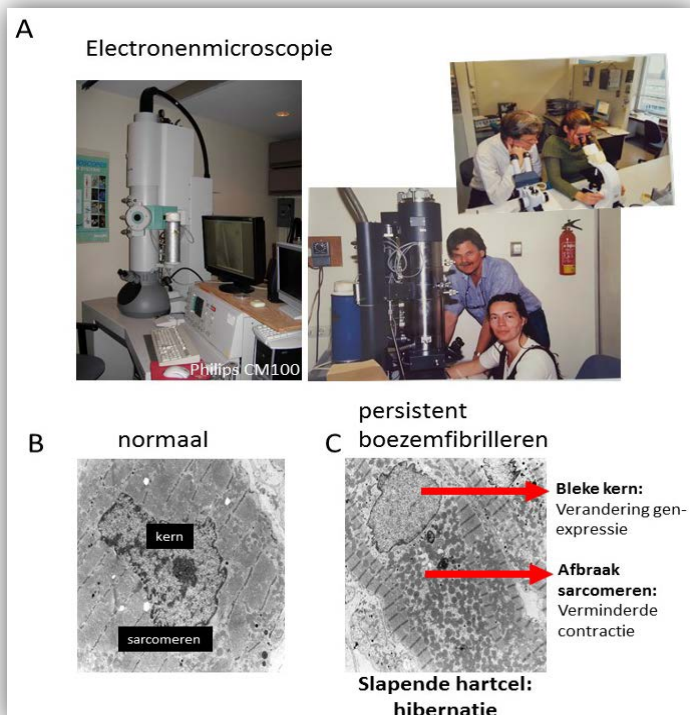 A
Electronenmicroscopie
Philips CM100
B
normaal
kern
sarcomeren
C
persistent
boezemfibrilleren
Bleke kern:
Verandering gen-
expressie
Afbraak
sarcomeren:
Verminderde
contractie
Slapende hartcel:
hibernatie